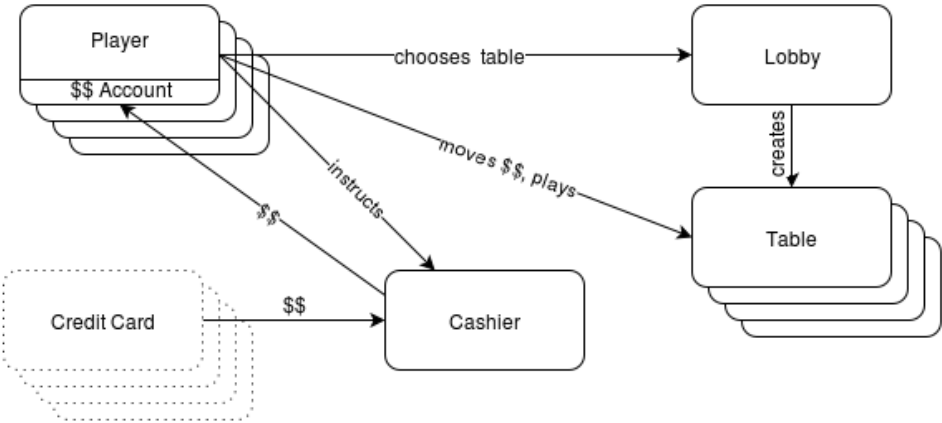 Player
$$ Account
chooses table
Lobby
creates
moves $$, plays
instructs
$$
Table
Credit Card
$$
Cashier